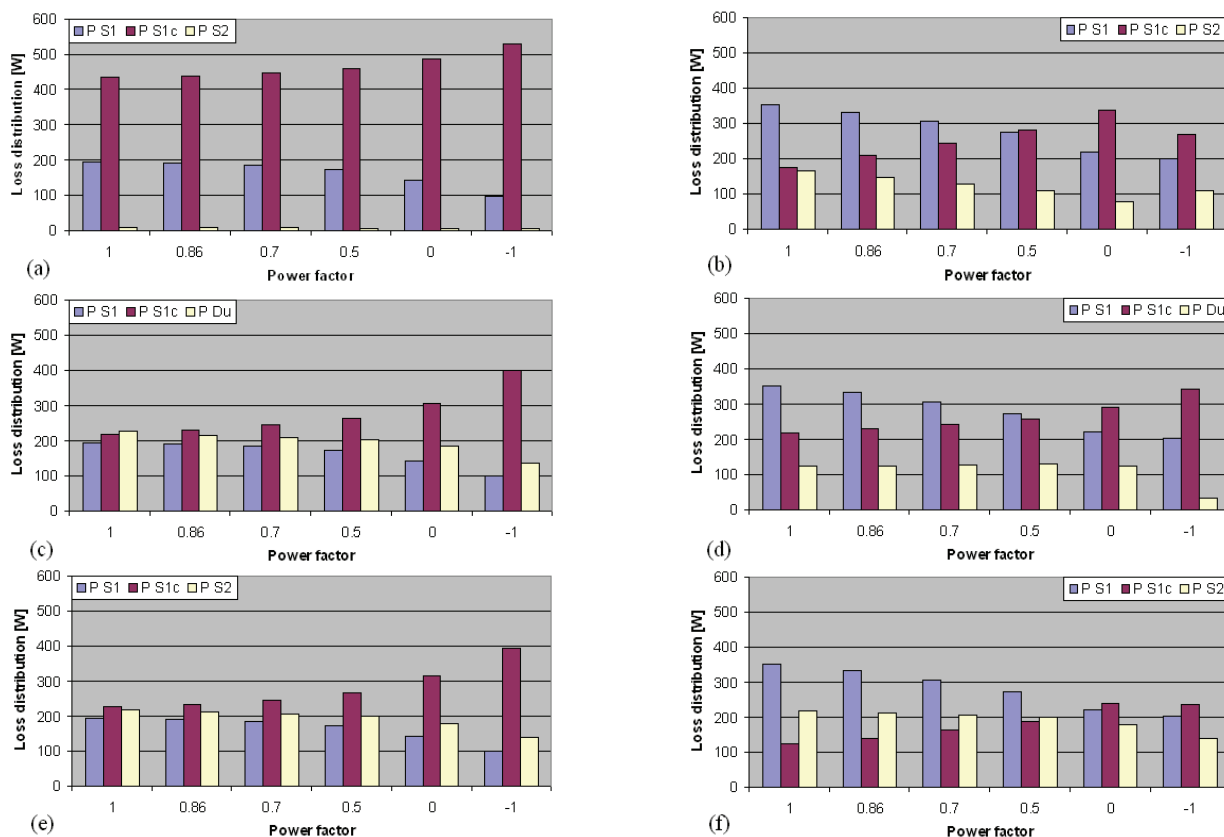 Loss distribution [W]
600
500
400
300
200
100
0
P S1 P S1c P S2
1 0.86 0.7 0.5 0 -1
Power factor
(a)
Loss distribution [W]
600
500
400
300
200
100
0
P S1 P S1c P S2
1 0.86 0.7 0.5 0 -1
Power factor
(b)
Loss distribution [W]
600
500
400
300
200
100
0
P S1 P S1c P Du
1 0.86 0.7 0.5 0 -1
Power factor
(c)
Loss distribution [W]
600
500
400
300
200
100
0
P S1 P S1c P Du
1 0.86 0.7 0.5 0 -1
Power factor
(d)
Loss distribution [W]
600
500
400
300
200
100
0
P S1 P S1c P S2
1 0.86 0.7 0.5 0 -1
Power factor
(e)
Loss distribution [W]
600
500
400
300
200
100
0
P S1 P S1c P S2
1 0.86 0.7 0.5 0 -1
Power factor
(f)